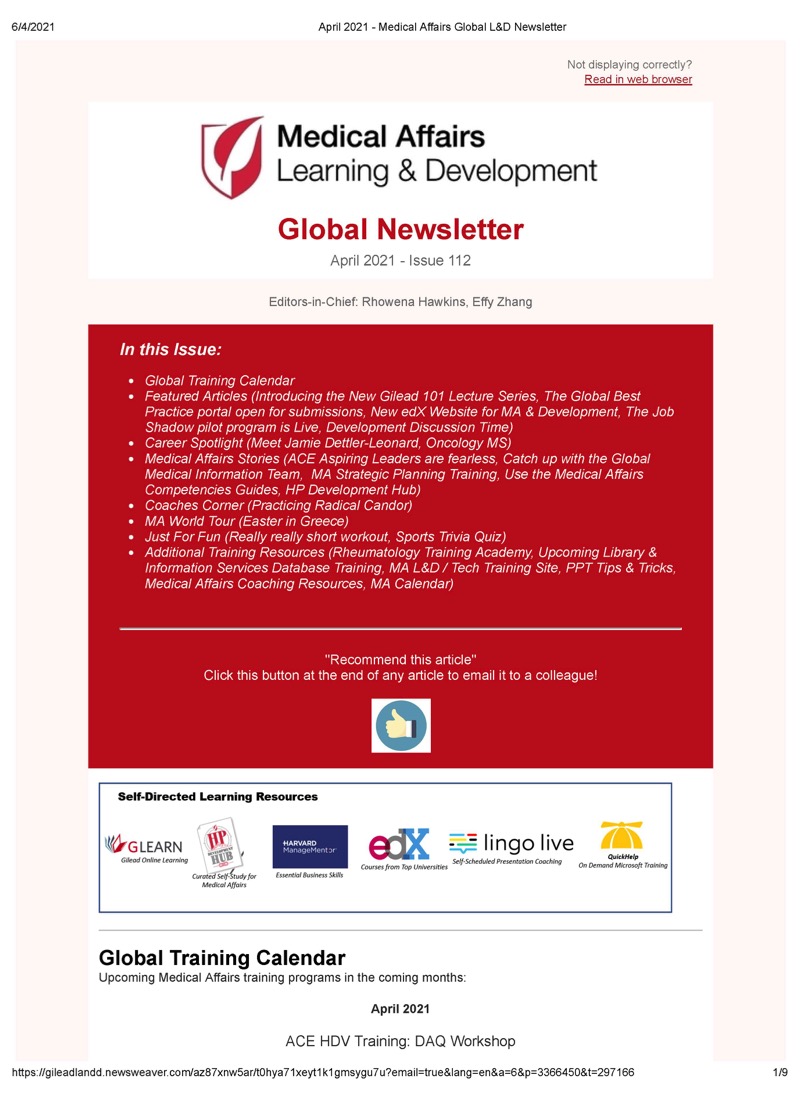 6/4/2021
April 2021 - Medical Affairs Global L&D Newsletter
Not displaying correctly?
Read in web browser
Medical Affairs
Learning & Development
Global Newsletter
April 2021 - Issue 112
Editors-in-Chief: Rhowena Hawkins, Effy Zhang
In this Issue:
• Global Training Calendar
• Featured Articles (Introducing the New Gilead 101 Lecture Series, The Global Best
Practice portal open for submissions, New edX Website for MA & Development, The Job
Shadow pilot program is Live, Development Discussion Time)
• Career Spotlight (Meet Jamie Dettler-Leonard, Oncology MS)
• Medical Affairs Stories (ACE Aspiring Leaders are fearless, Catch up with the Global
Medical Information Team,  MA Strategic Planning Training, Use the Medical Affairs
Competencies Guides, HP Development Hub)
• Coaches Corner (Practicing Radical Candor)
• MA World Tour (Easter in Greece)
• Just For Fun (Really really short workout, Sports Trivia Quiz)
• Additional Training Resources (Rheumatology Training Academy, Upcoming Library &
Information Services Database Training, MA L&D / Tech Training Site, PPT Tips & Tricks,
Medical Affairs Coaching Resources, MA Calendar)
"Recommend this article"
Click this button at the end of any article to email it to a colleague!
Self-Directed Learning Resources
GLEARN
Gilead Online Learning
HP
DEVELOPMENT
HUB
Curated Self-Study for
Medical Affairs
HARVARD
ManageMentor
Essential Business Skills
edX
Courses from Top Universities
lingo live
Self-Scheduled Presentation Coaching
QuickHelp
On Demand Microsoft Training
Global Training Calendar
Upcoming Medical Affairs training programs in the coming months:
April 2021
ACE HDV Training: DAQ Workshop
https://gileadlandd.newsweaver.com/az87xnw5ar/t0hya71xeyt1k1gmsygu7u?email=true&lang=en&a=6&p=3366450&t=297166
1/9